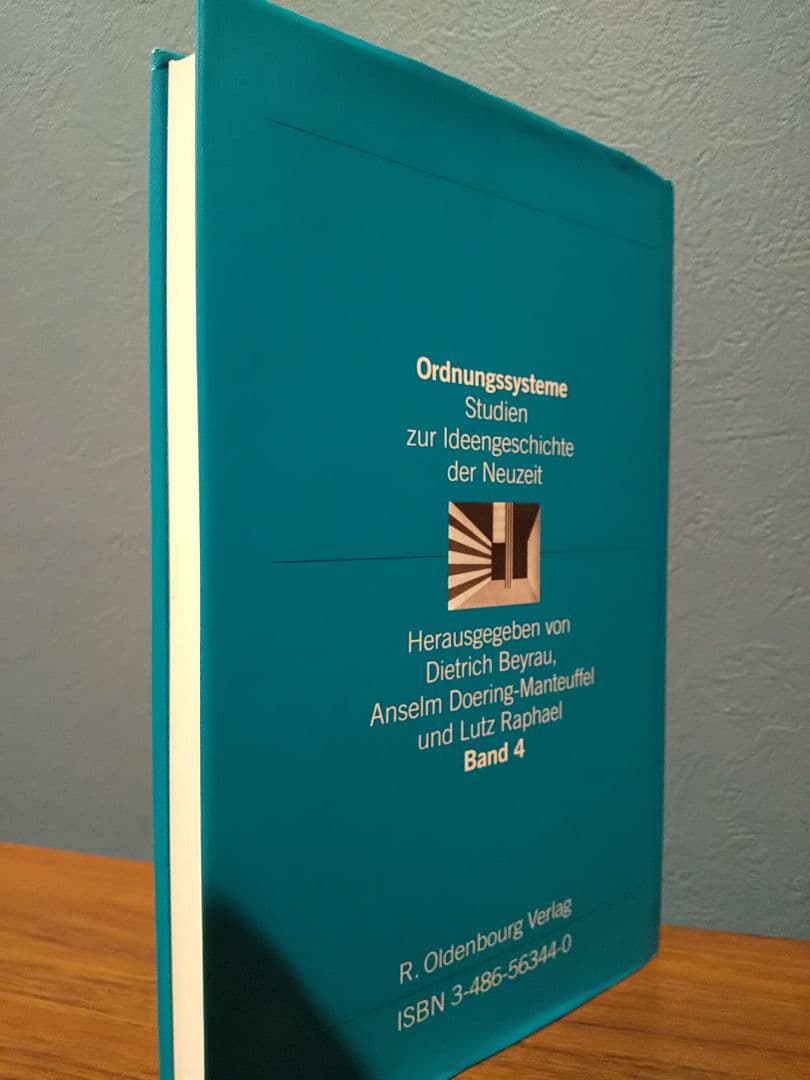 Ordnungssysteme
Studien
zur Ideengeschichte
der Neuzeit
Herausgegeben von
Dietrich Beyrau,
Anselm Doering-Manteuffel
und Lutz Raphael
Band 4
R. Oldenbourg Verlag
ISBN 3-486-56344-0